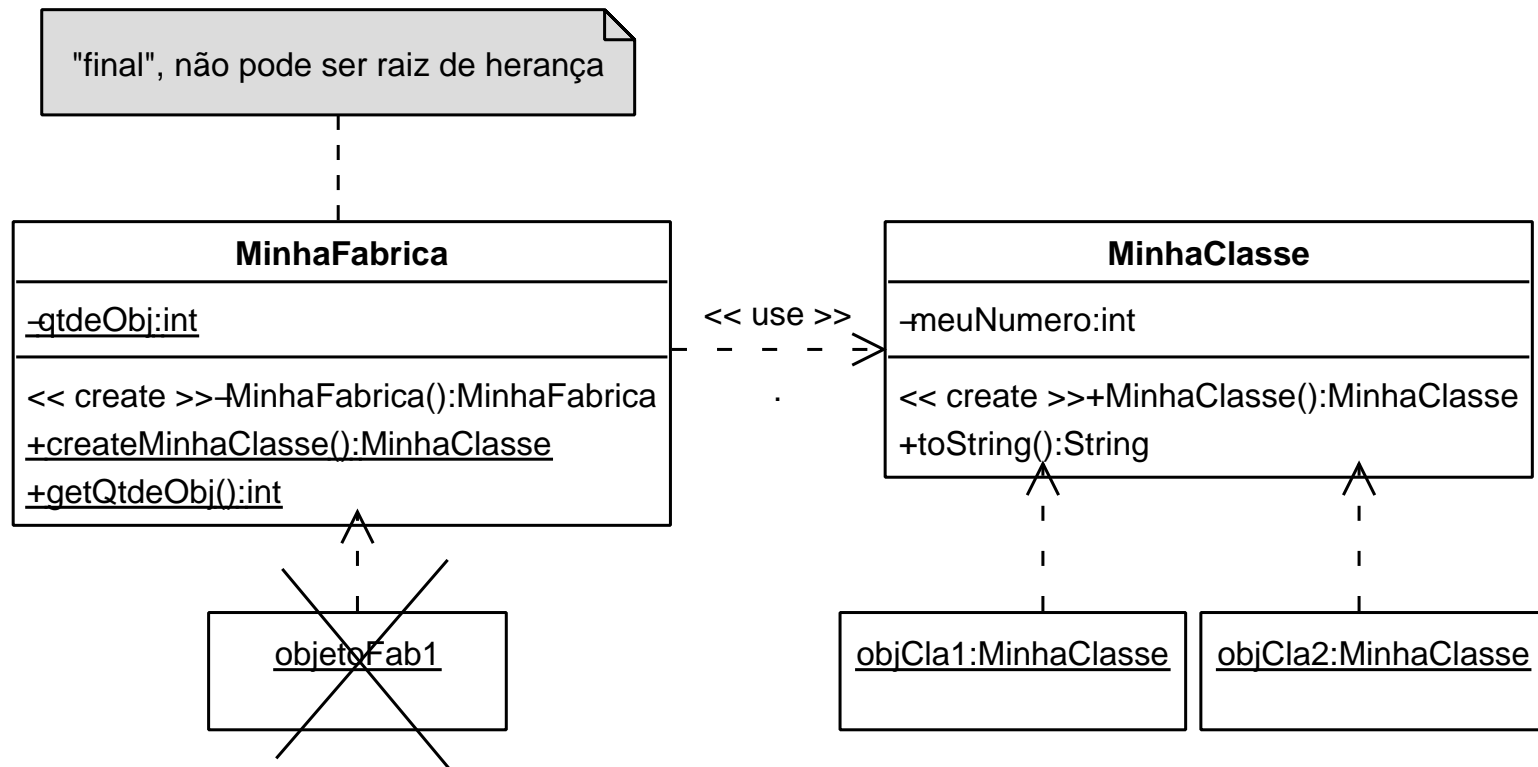 "final", não pode ser raiz de herança
MinhaFabrica
-qtdeObj:int
<< create >>-MinhaFabrica():MinhaFabrica
+createMinhaClasse():MinhaClasse
+getQtdeObj():int
<< use >>
.
MinhaClasse
-meuNumero:int
<< create >>+MinhaClasse():MinhaClasse
+toString():String
objetoFab1
objCla1:MinhaClasse
objCla2:MinhaClasse